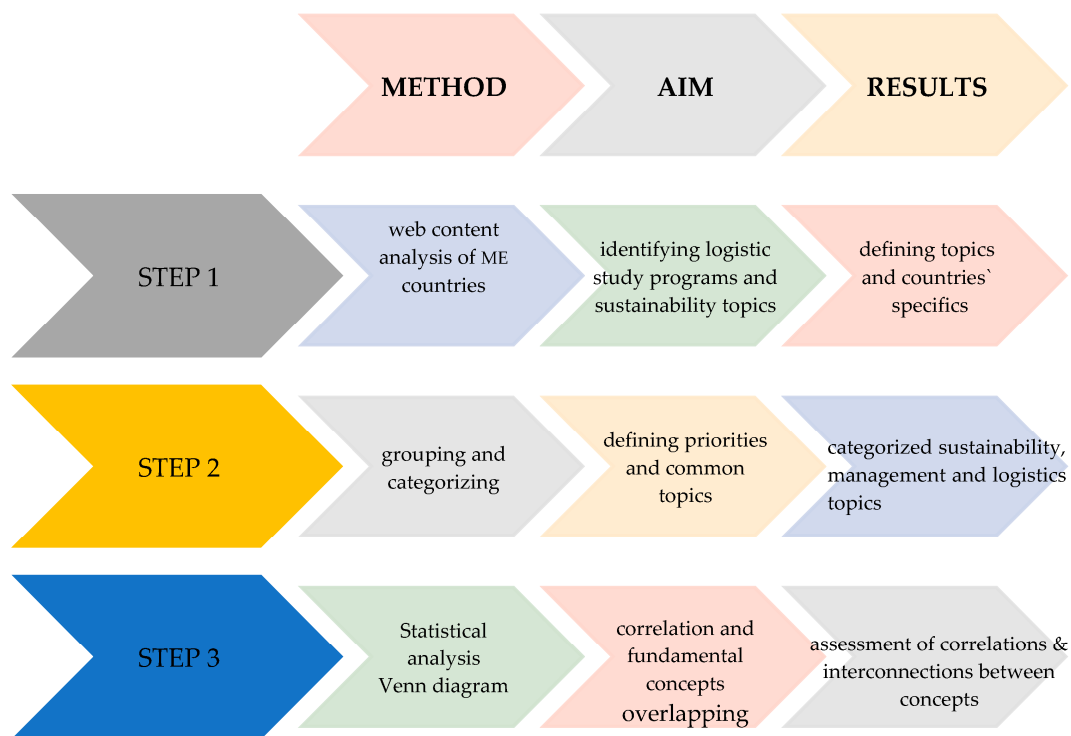 METHOD
AIM
RESULTS
STEP 1
web content
analysis of ME
countries
identifying logistic
study programs and
sustainability topics
defining topics
and countries`
specifics
STEP 2
grouping and
categorizing
defining priorities
and common
topics
categorized sustainability,
management and logistics
topics
STEP 3
Statistical
analysis
Venn diagram
correlation and
fundamental
concepts
overlapping
assessment of correlations &
interconnections between
concepts